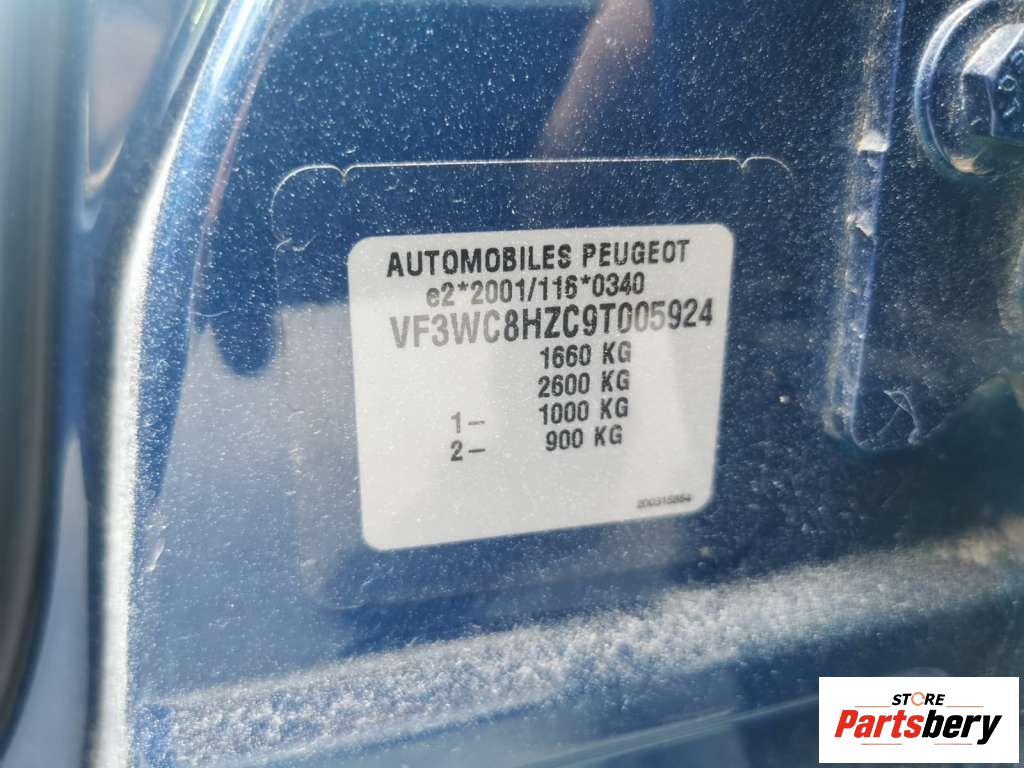 AUTOMOBILES PEUGEOT
e2*2001/116*0340
VF3WC8HZC9T005924
1660 KG
2600 KG
1– 1000 KG
2– 900 KG
STORE
Partsbery